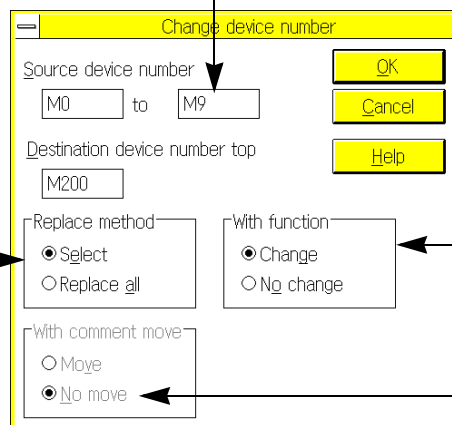 Change device number
Source device number
M0 to M9
OK
Cancel
Destination device number top
M200
Help
Replace method
Select
Replace all
With function
Change
No change
With comment move
Move
No move